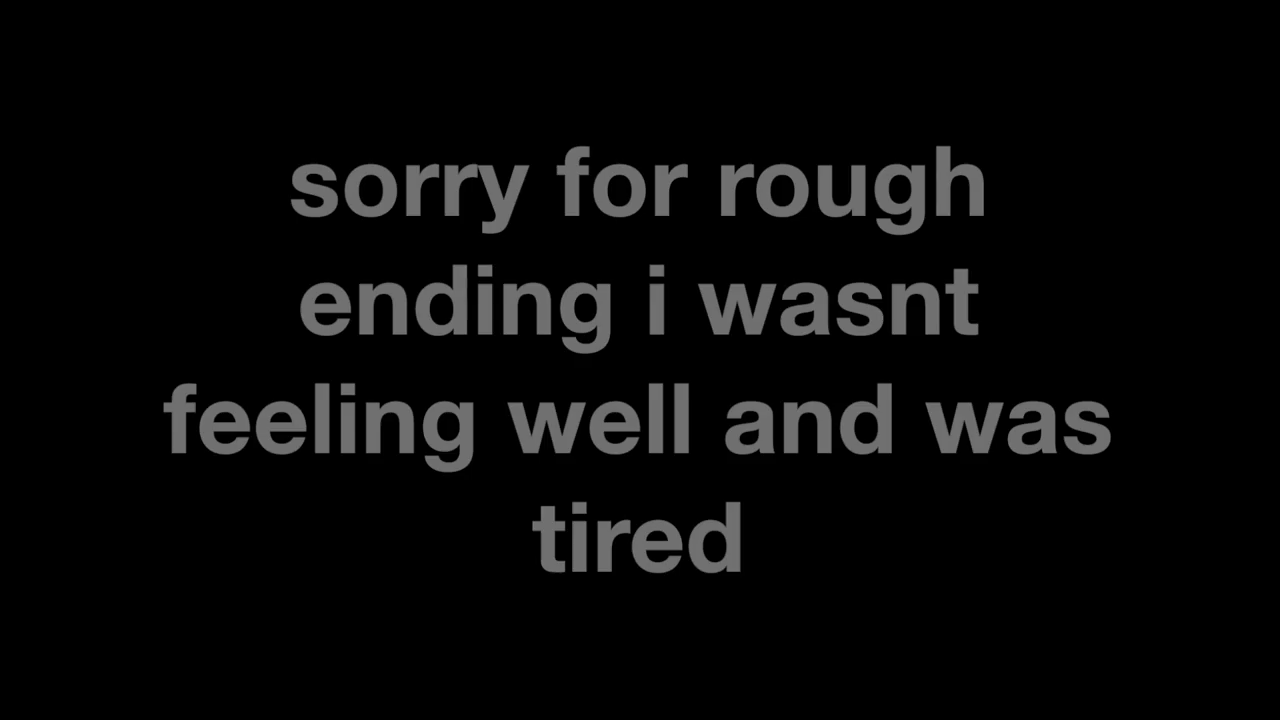 sorry for rough
ending i wasnt
feeling well and was
tired